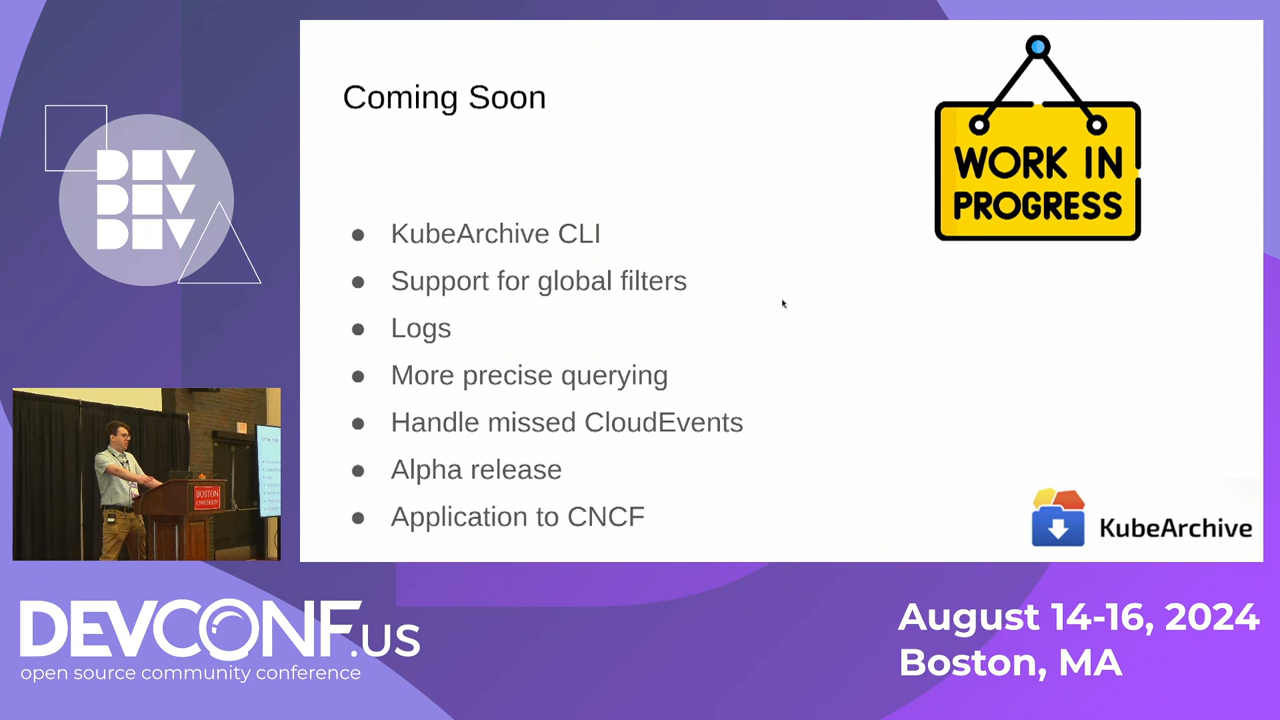 Coming Soon
WORK IN
PROGRESS
KubeArchive CLI
Support for global filters
Logs
More precise querying
Handle missed CloudEvents
Alpha release
Application to CNCF
KubeArchive
DEV
DEV
DEV
BOSTON
UNIVERSITY
DEVCONF.US
open source community conference
August 14-16, 2024
Boston, MA